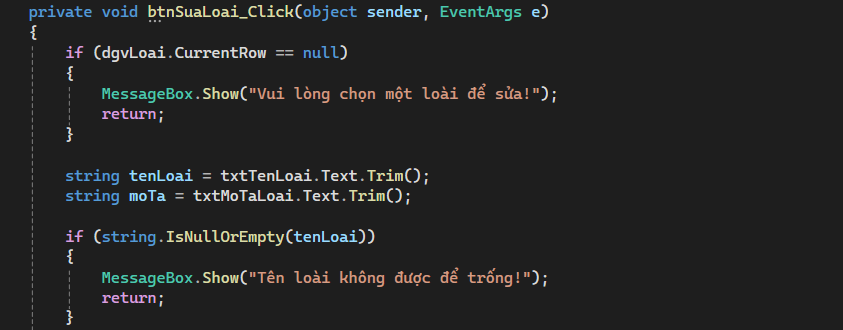 private void btnSuaLoai_Click(object sender, EventArgs e)
{
if (dgvLoai.CurrentRow == null)
{
MessageBox.Show("Vui lòng chọn một loài để sửa!");
return;
}
string tenLoai = txtTenLoai.Text.Trim();
string moTa = txtMoTaLoai.Text.Trim();
if (string.IsNullOrEmpty(tenLoai))
{
MessageBox.Show("Tên loài không được để trống!");
return;
}